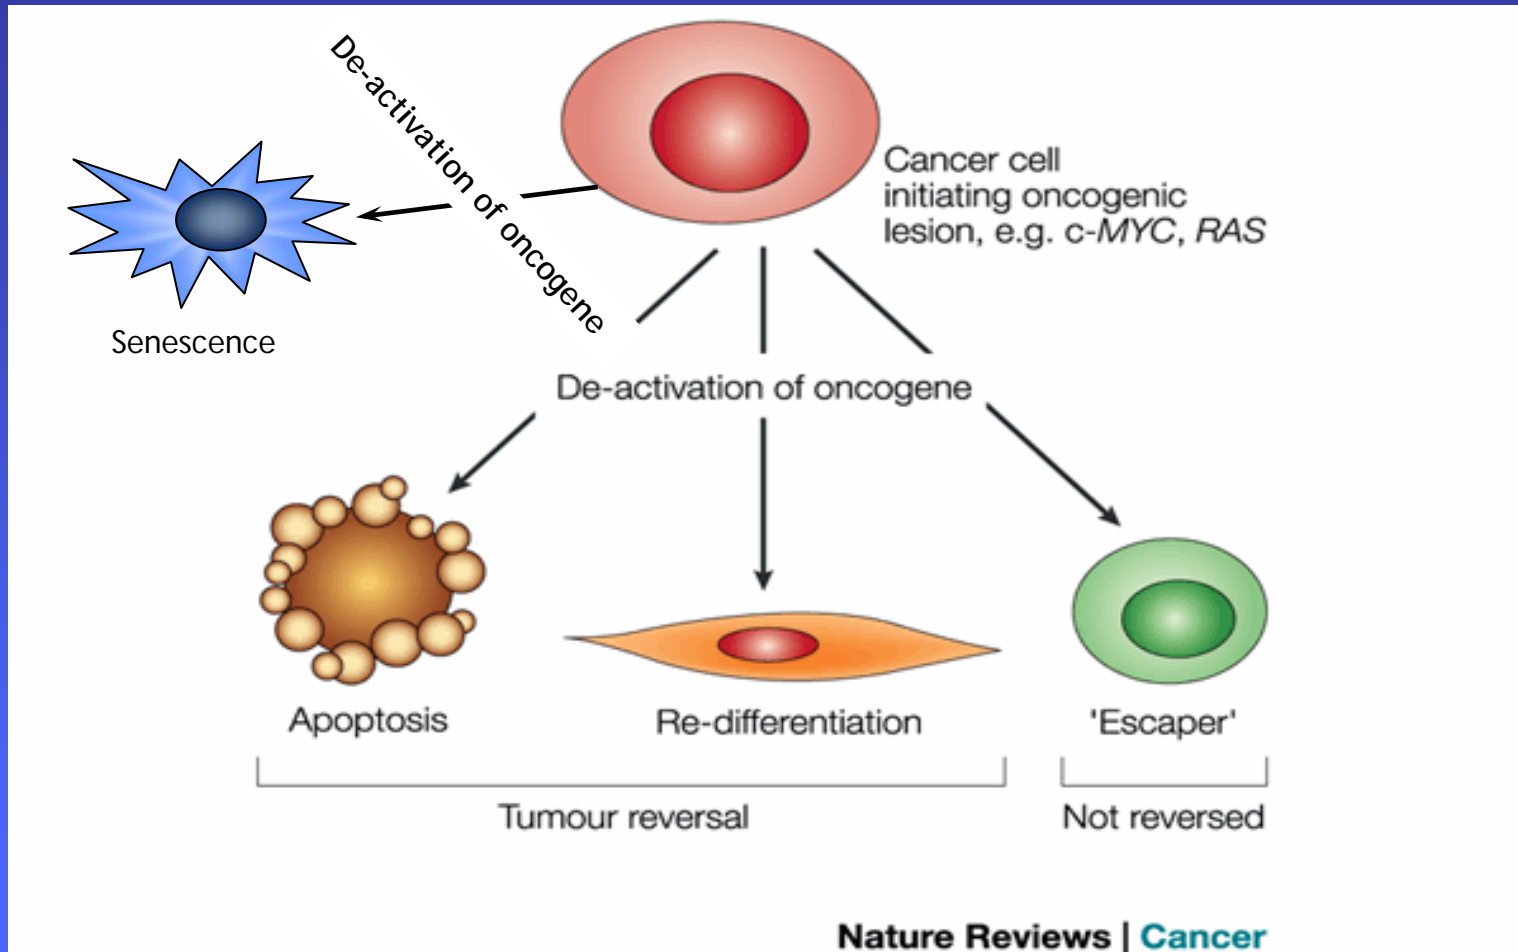 De-activation of oncogene
Cancer cell
initiating oncogenic
lesion, e.g. c-MYC, RAS
Senescence
De-activation of oncogene
Apoptosis
Re-differentiation
'Escaper'
Tumour reversal
Not reversed
Nature Reviews | Cancer